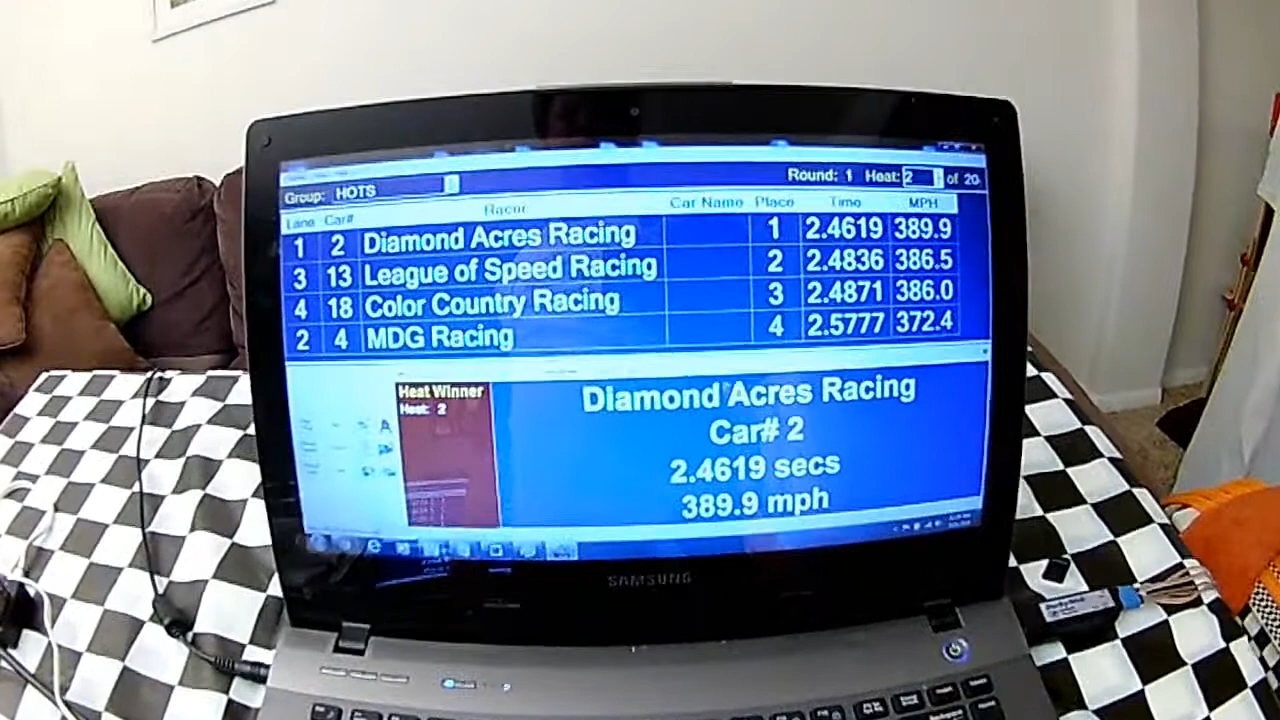 Group: HOTS Round: 1 Heat: 2 of 20
Lane Car# Racer Car Name Place Time MPH
1 2 Diamond Acres Racing 1 2.4619 389.9
3 13 League of Speed Racing 2 2.4836 386.5
4 18 Color Country Racing 3 2.4871 386.0
2 4 MDG Racing 4 2.5777 372.4
Heat Winner
Heat: 2
Diamond Acres Racing
Car# 2
2.4619 secs
389.9 mph
SAMSUNG